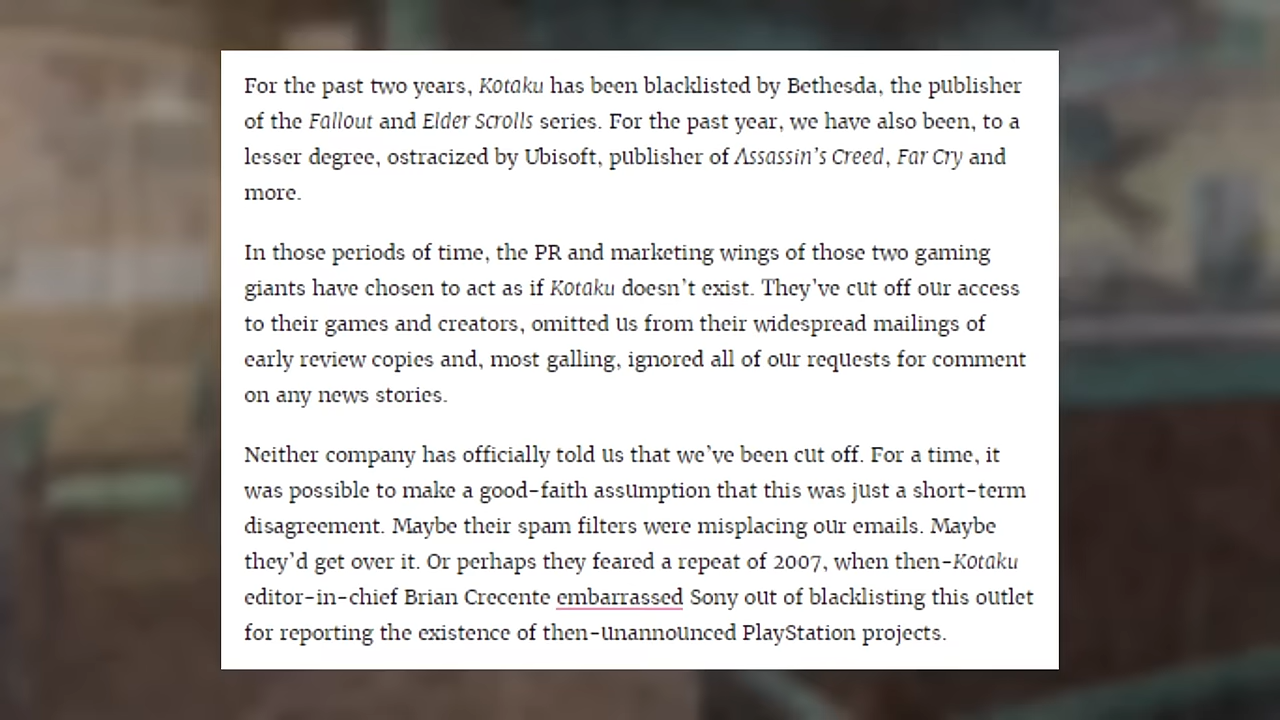 For the past two years, Kotaku has been blacklisted by Bethesda, the publisher
of the Fallout and Elder Scrolls series. For the past year, we have also been, to a
lesser degree, ostracized by Ubisoft, publisher of Assassin’s Creed, Far Cry and
more.
In those periods of time, the PR and marketing wings of those two gaming
giants have chosen to act as if Kotaku doesn’t exist. They’ve cut off our access
to their games and creators, omitted us from their widespread mailings of
early review copies and, most galling, ignored all of our requests for comment
on any news stories.
Neither company has officially told us that we’ve been cut off. For a time, it
was possible to make a good-faith assumption that this was just a short-term
disagreement. Maybe their spam filters were misplacing our emails. Maybe
they’d get over it. Or perhaps they feared a repeat of 2007, when then-Kotaku
editor-in-chief Brian Crecente embarrassed Sony out of blacklisting this outlet
for reporting the existence of then-unannounced PlayStation projects.